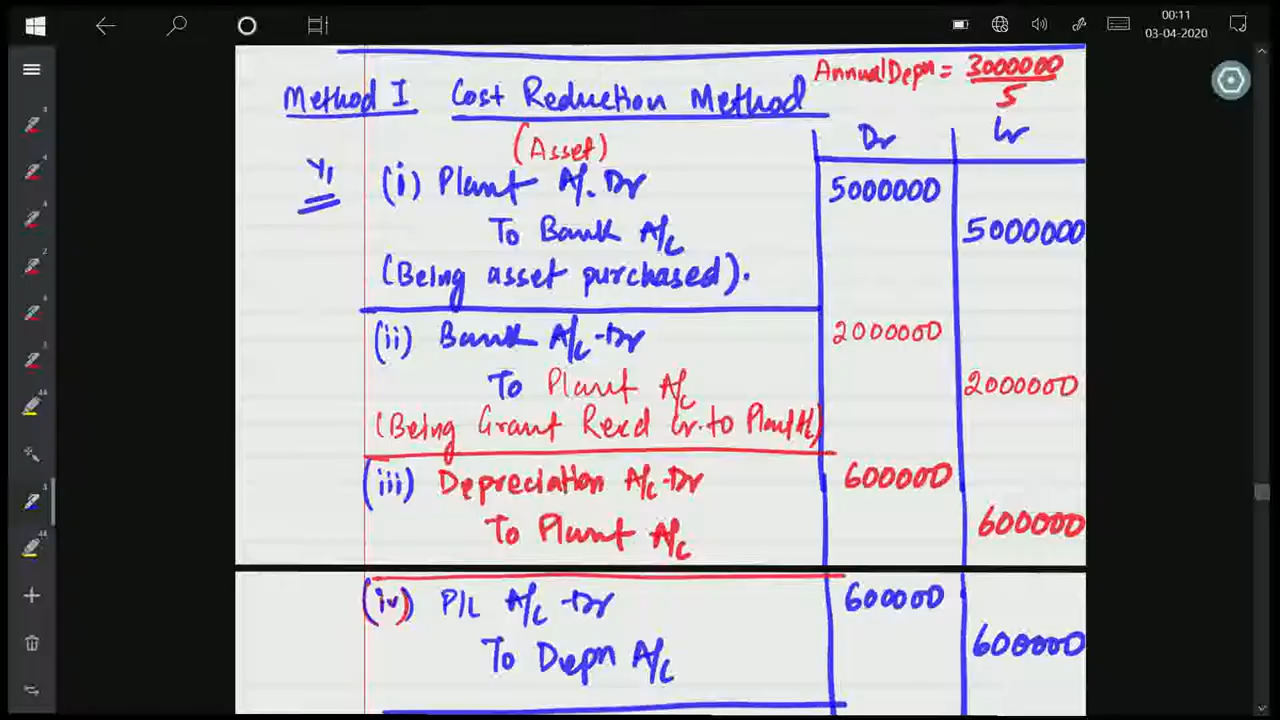 00:11
03-04-2020
Annual Depn = 3000000
5
Method I Cost Reduction Method
Dr Cr
(Asset)
Y1 (i) Plant A/c. Dr 5000000
To Bank A/c 5000000
(Being asset purchased).
(ii) Bank A/c - Dr 2000000
To Plant A/c 2000000
(Being Grant Recd Cr. to Plant A/c)
(iii) Depreciation A/c - Dr 600000
To Plant A/c 600000
(iv) P/L A/c - Dr 600000
To Depn A/c 600000